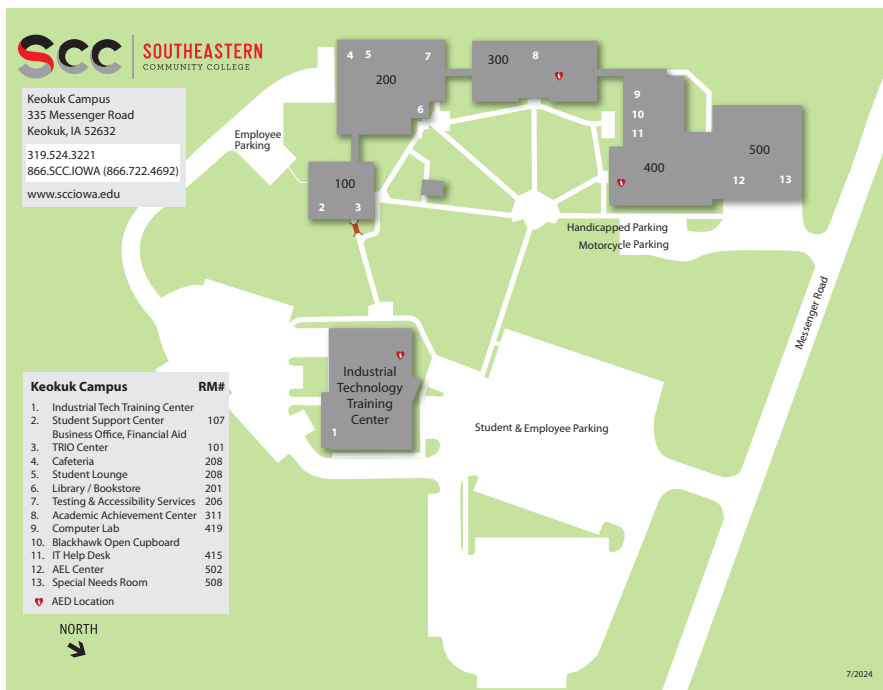 SCC
SOUTHEASTERN
COMMUNITY COLLEGE
Keokuk Campus
335 Messenger Road
Keokuk, IA 52632
319.524.3221
866.SCC.IOWA (866.722.4692)
www.scciowa.edu
4 5 7
200
6
300 8
9
10
11
400
500
12 13
Employee
Parking
100
2 3
Handicapped Parking
Motorcycle Parking
Messenger Road
Industrial
Technology
Training
Center
1
Student & Employee Parking
Keokuk Campus RM#
1. Industrial Tech Training Center
2. Student Support Center 107
Business Office, Financial Aid
3. TRIO Center 101
4. Cafeteria 208
5. Student Lounge 208
6. Library / Bookstore 201
7. Testing & Accessibility Services 206
8. Academic Achievement Center 311
9. Computer Lab 419
10. Blackhawk Open Cupboard
11. IT Help Desk 415
12. AEL Center 502
13. Special Needs Room 508
AED Location
NORTH
7/2024